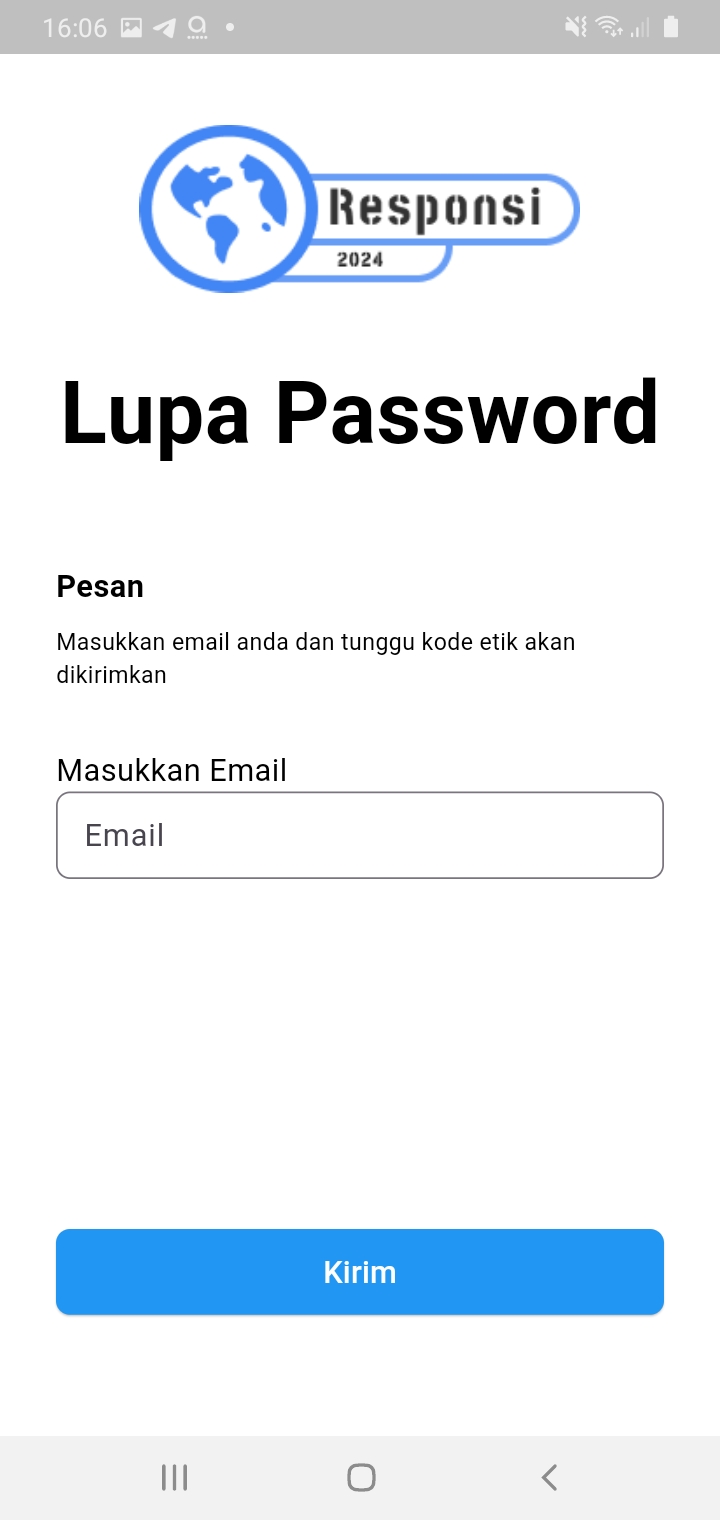 16:06
Responsi
2024
Lupa Password
Pesan
Masukkan email anda dan tunggu kode etik akan
dikirimkan
Masukkan Email
Email
Kirim